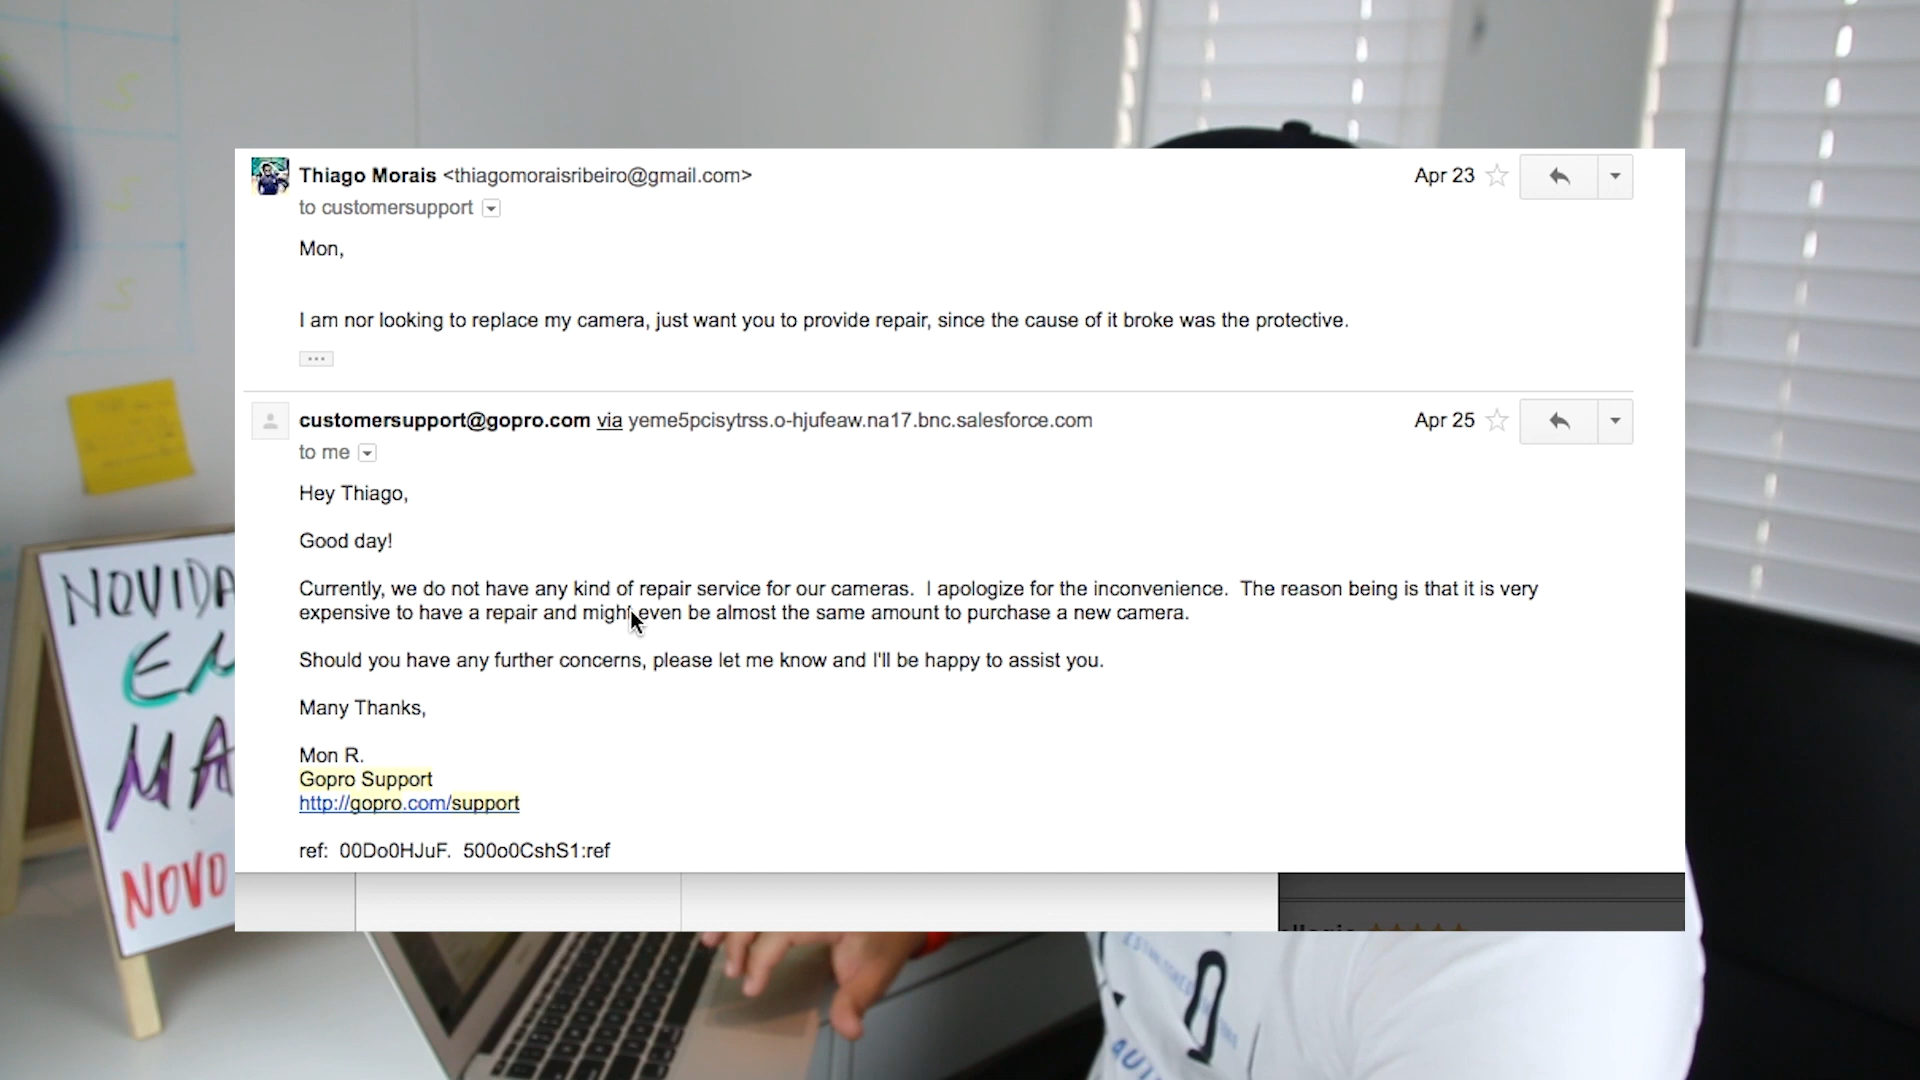 Thiago Morais <thiagomoraisribeiro@gmail.com>
Apr 23
to customersupport
Mon,
I am nor looking to replace my camera, just want you to provide repair, since the cause of it broke was the protective.
customersupport@gopro.com via yeme5pcisytrss.o-hjufeaw.na17.bnc.salesforce.com
Apr 25
to me
Hey Thiago,
Good day!
Currently, we do not have any kind of repair service for our cameras.  I apologize for the inconvenience.  The reason being is that it is very
expensive to have a repair and might even be almost the same amount to purchase a new camera.
Should you have any further concerns, please let me know and I'll be happy to assist you.
Many Thanks,
Mon R.
Gopro Support
http://gopro.com/support
ref:  00Do0HJuF.  500o0CshS1:ref
NOVIDA
EM
MA
NOVO